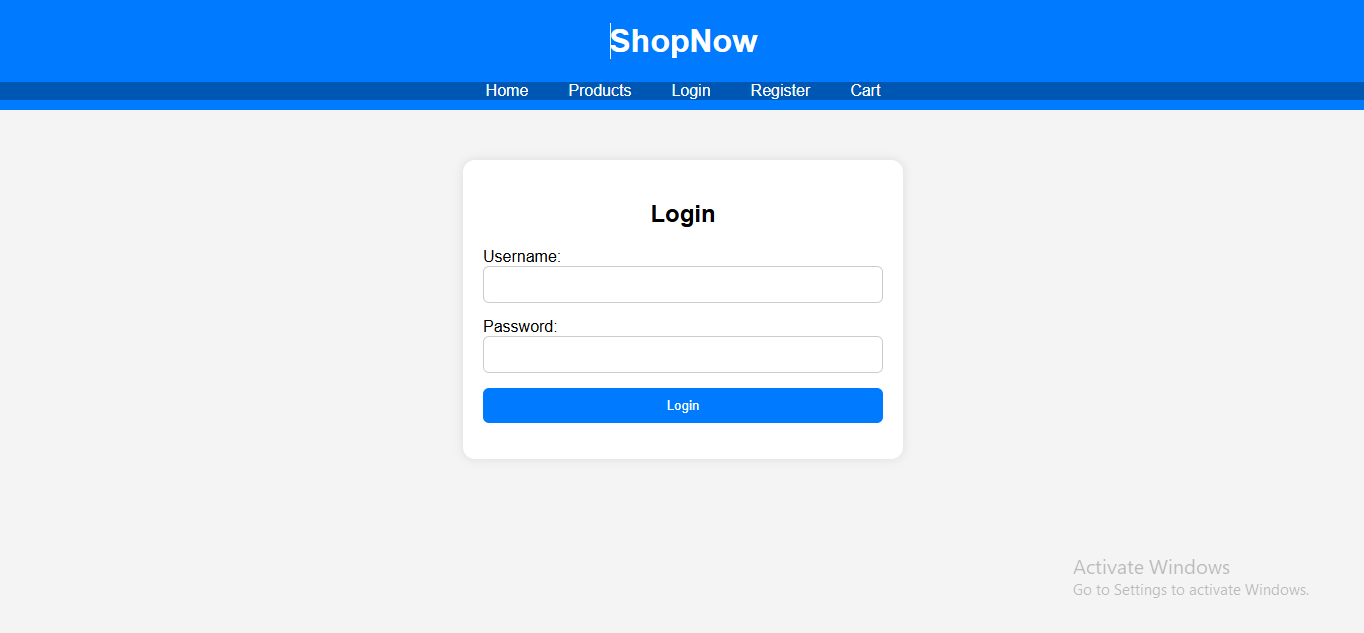 ShopNow
Home Products Login Register Cart
Login
Username:
Password:
Login
Activate Windows
Go to Settings to activate Windows.